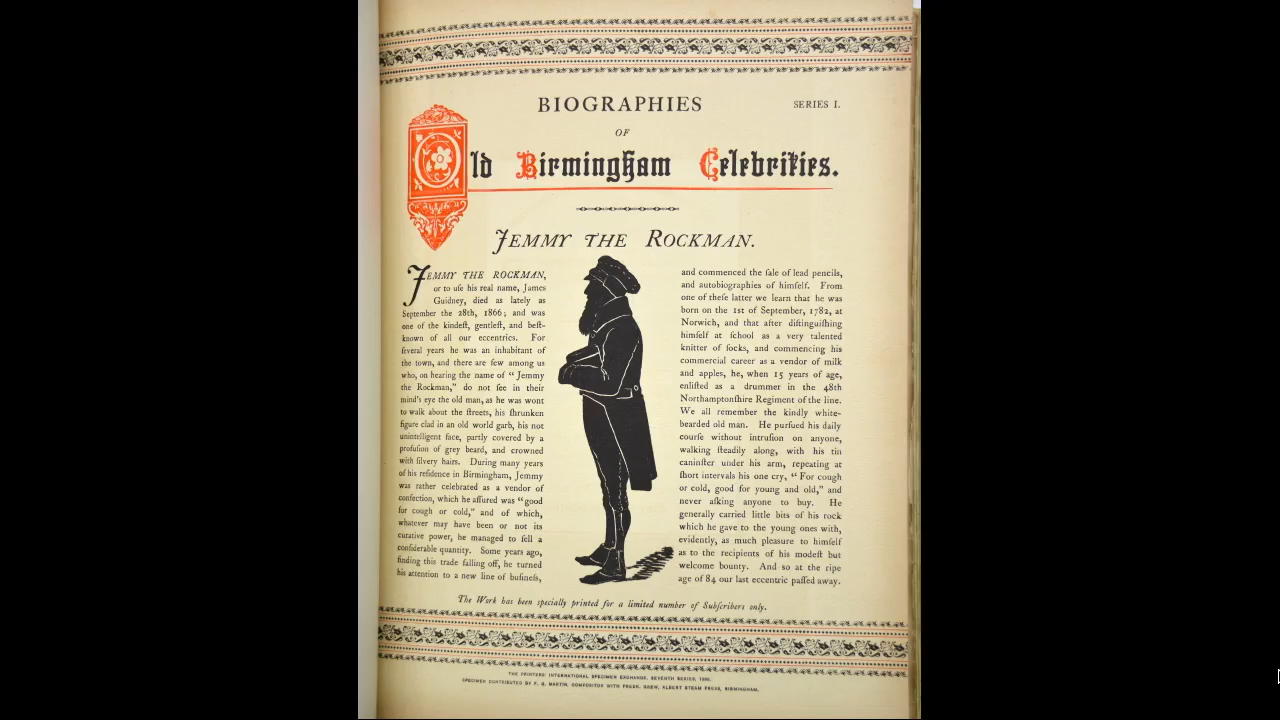 BIOGRAPHIES
SERIES I.
OF
Old Birmingham Celebrities.
JEMMY THE ROCKMAN.
JEMMY THE ROCKMAN,
or to uſe his real name, James
Guidney, died as lately as
September the 28th, 1866; and was
one of the kindeſt, gentleſt, and beſt-
known of all our eccentrics. For
ſeveral years he was an inhabitant of
the town, and there are few among us
who, on hearing the name of "Jemmy
the Rockman," do not ſee in their
mind's eye the old man, as he was wont
to walk about the ſtreets, his ſhrunken
figure clad in an old world garb, his not
unintelligent face, partly covered by a
profuſion of grey beard, and crowned
with ſilvery hairs. During many years
of his reſidence in Birmingham, Jemmy
was rather celebrated as a vendor of
confection, which he aſſured was "good
for cough or cold," and of which,
whatever may have been or not its
curative power, he managed to ſell a
conſiderable quantity. Some years ago,
finding this trade falling off, he turned
his attention to a new line of buſineſs,
and commenced the ſale of lead pencils,
and autobiographies of himſelf. From
one of theſe latter we learn that he was
born on the 1st of September, 1782, at
Norwich, and that after diſtinguiſhing
himſelf at ſchool as a very talented
knitter of ſocks, and commencing his
commercial career as a vendor of milk
and apples, he, when 15 years of age,
enliſted as a drummer in the 48th
Northamptonſhire Regiment of the line.
We all remember the kindly white-
bearded old man. He purſued his daily
courſe without intruſion on anyone,
walking ſteadily along, with his tin
caniſter under his arm, repeating at
ſhort intervals his one cry, "For cough
or cold, good for young and old," and
never aſking anyone to buy. He
generally carried little bits of his rock
which he gave to the young ones with,
evidently, as much pleaſure to himſelf
as to the recipients of his modeſt but
welcome bounty. And so at the ripe
age of 84 our last eccentric paſſed away.
The Work has been specially printed for a limited number of Subſcribers only.
THE PRINTERS' INTERNATIONAL SPECIMEN EXCHANGE, SEVENTH SERIES, 1886.
SPECIMEN CONTRIBUTED BY F. G. MARTIN, COMPOSITOR WITH FREDK. GREW, ALBERT STEAM PRESS, BIRMINGHAM.